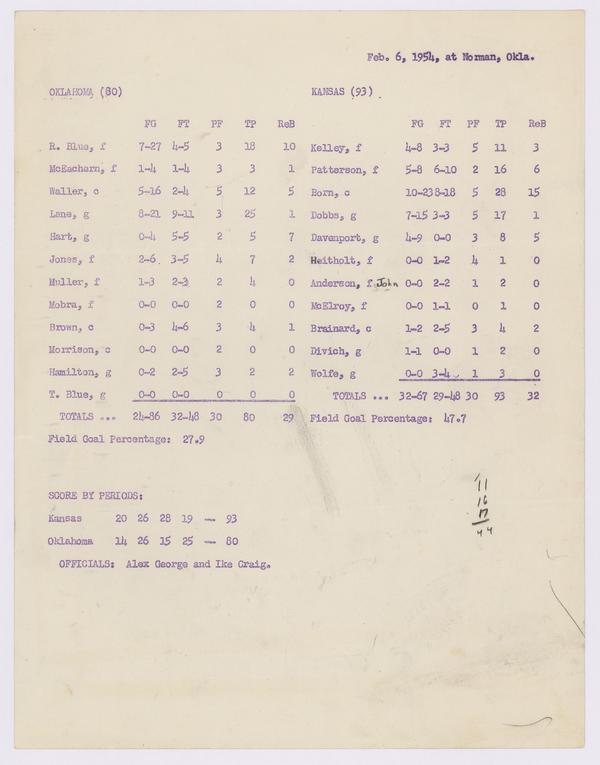 Feb. 6, 1954, at Norman, Okla.
OKLAHOMA (80) KANSAS (93)
FG FT PF TP ReB FG FT PF TP ReB
R. Blue, f 7-27 4-5 3 18 10 Kelley, f 4-8 3-3 5 11 3
McEachern, f 1-4 1-4 3 3 1 Patterson, f 5-8 6-10 2 16 6
Waller, c 5-16 2-4 5 12 5 Born, c 10-23 8-18 5 28 15
Lane, g 8-21 9-11 3 25 1 Dobbs, g 7-15 3-3 5 17 1
Hart, g 0-4 5-5 2 5 7 Davenport, g 4-9 0-0 3 8 5
Jones, f 2-6 3-5 4 7 2 Heitholt, f 0-0 1-2 4 1 0
Muller, f 1-3 2-3 2 4 0 Anderson, f John 0-0 2-2 1 2 0
Mobra, f 0-0 0-0 2 0 0 McElroy, f 0-0 1-1 0 1 0
Brown, c 0-3 4-6 3 4 1 Brainard, c 1-2 2-5 3 4 2
Morrison, c 0-0 0-0 2 0 0 Divich, g 1-1 0-0 1 2 0
Hamilton, g 0-2 2-5 3 2 2 Wolfe, g 0-0 3-4 1 3 0
T. Blue, g 0-0 0-0 0 0 0 TOTALS ... 32-67 29-48 30 93 32
TOTALS ... 24-86 32-48 30 80 29 Field Goal Percentage: 47.7
Field Goal Percentage: 27.9
SCORE BY PERIODS:
Kansas 20 26 28 19 -- 93
Oklahoma 14 26 15 25 -- 80
OFFICIALS: Alex George and Ike Craig.
11
16
17
44